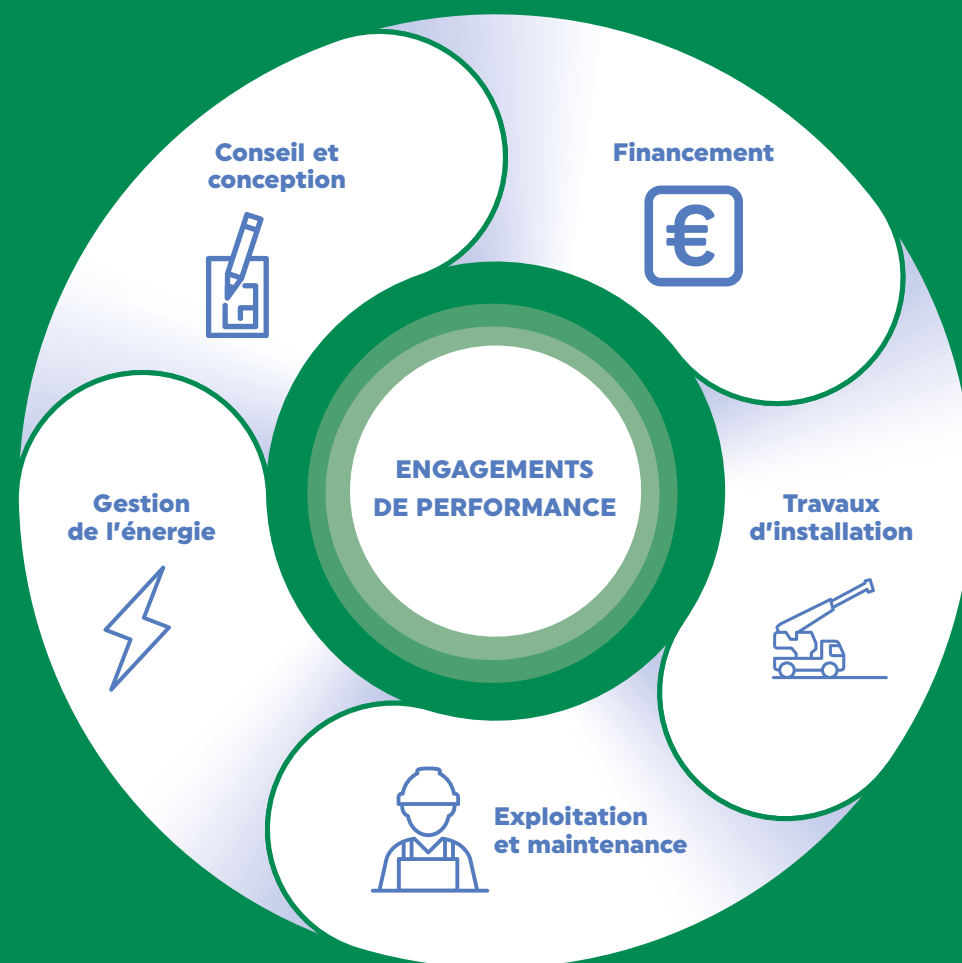 Conseil et
conception
Financement
€
ENGAGEMENTS
DE PERFORMANCE
Gestion
de l'énergie
Travaux
d'installation
Exploitation
et maintenance